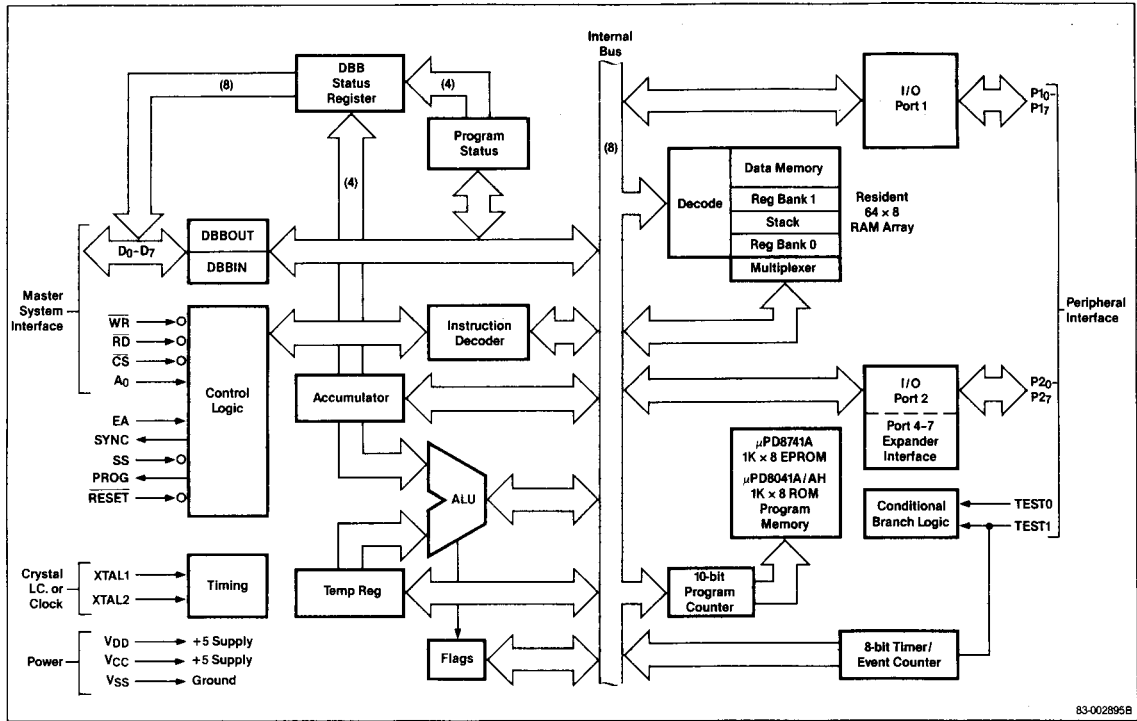 Internal
Bus
DBB
Status
Register
(8)
(4)
Program
Status
(4)
(8)
I/O
Port 1
P1₀–
P1₇
Decode
Data Memory
Reg Bank 1
Stack
Reg Bank 0
Multiplexer
Resident
64 × 8
RAM Array
Master
System
Interface
D₀–D₇
DBBOUT
DBBIN
W̅R̅
R̅D̅
C̅S̅
A₀
EA
SYNC
SS
PROG
R̅E̅S̅E̅T̅
Control
Logic
Instruction
Decoder
Accumulator
ALU
Peripheral
Interface
I/O
Port 2
Port 4–7
Expander
Interface
P2₀–
P2₇
μPD8741A
1K × 8 EPROM
μPD8041A/AH
1K × 8 ROM
Program
Memory
Conditional
Branch Logic
TEST0
TEST1
Crystal
LC. or
Clock
XTAL1
XTAL2
Timing
Temp Reg
10-bit
Program
Counter
Power
VDD
+5 Supply
VCC
+5 Supply
VSS
Ground
Flags
8-bit Timer/
Event Counter
83-002895B